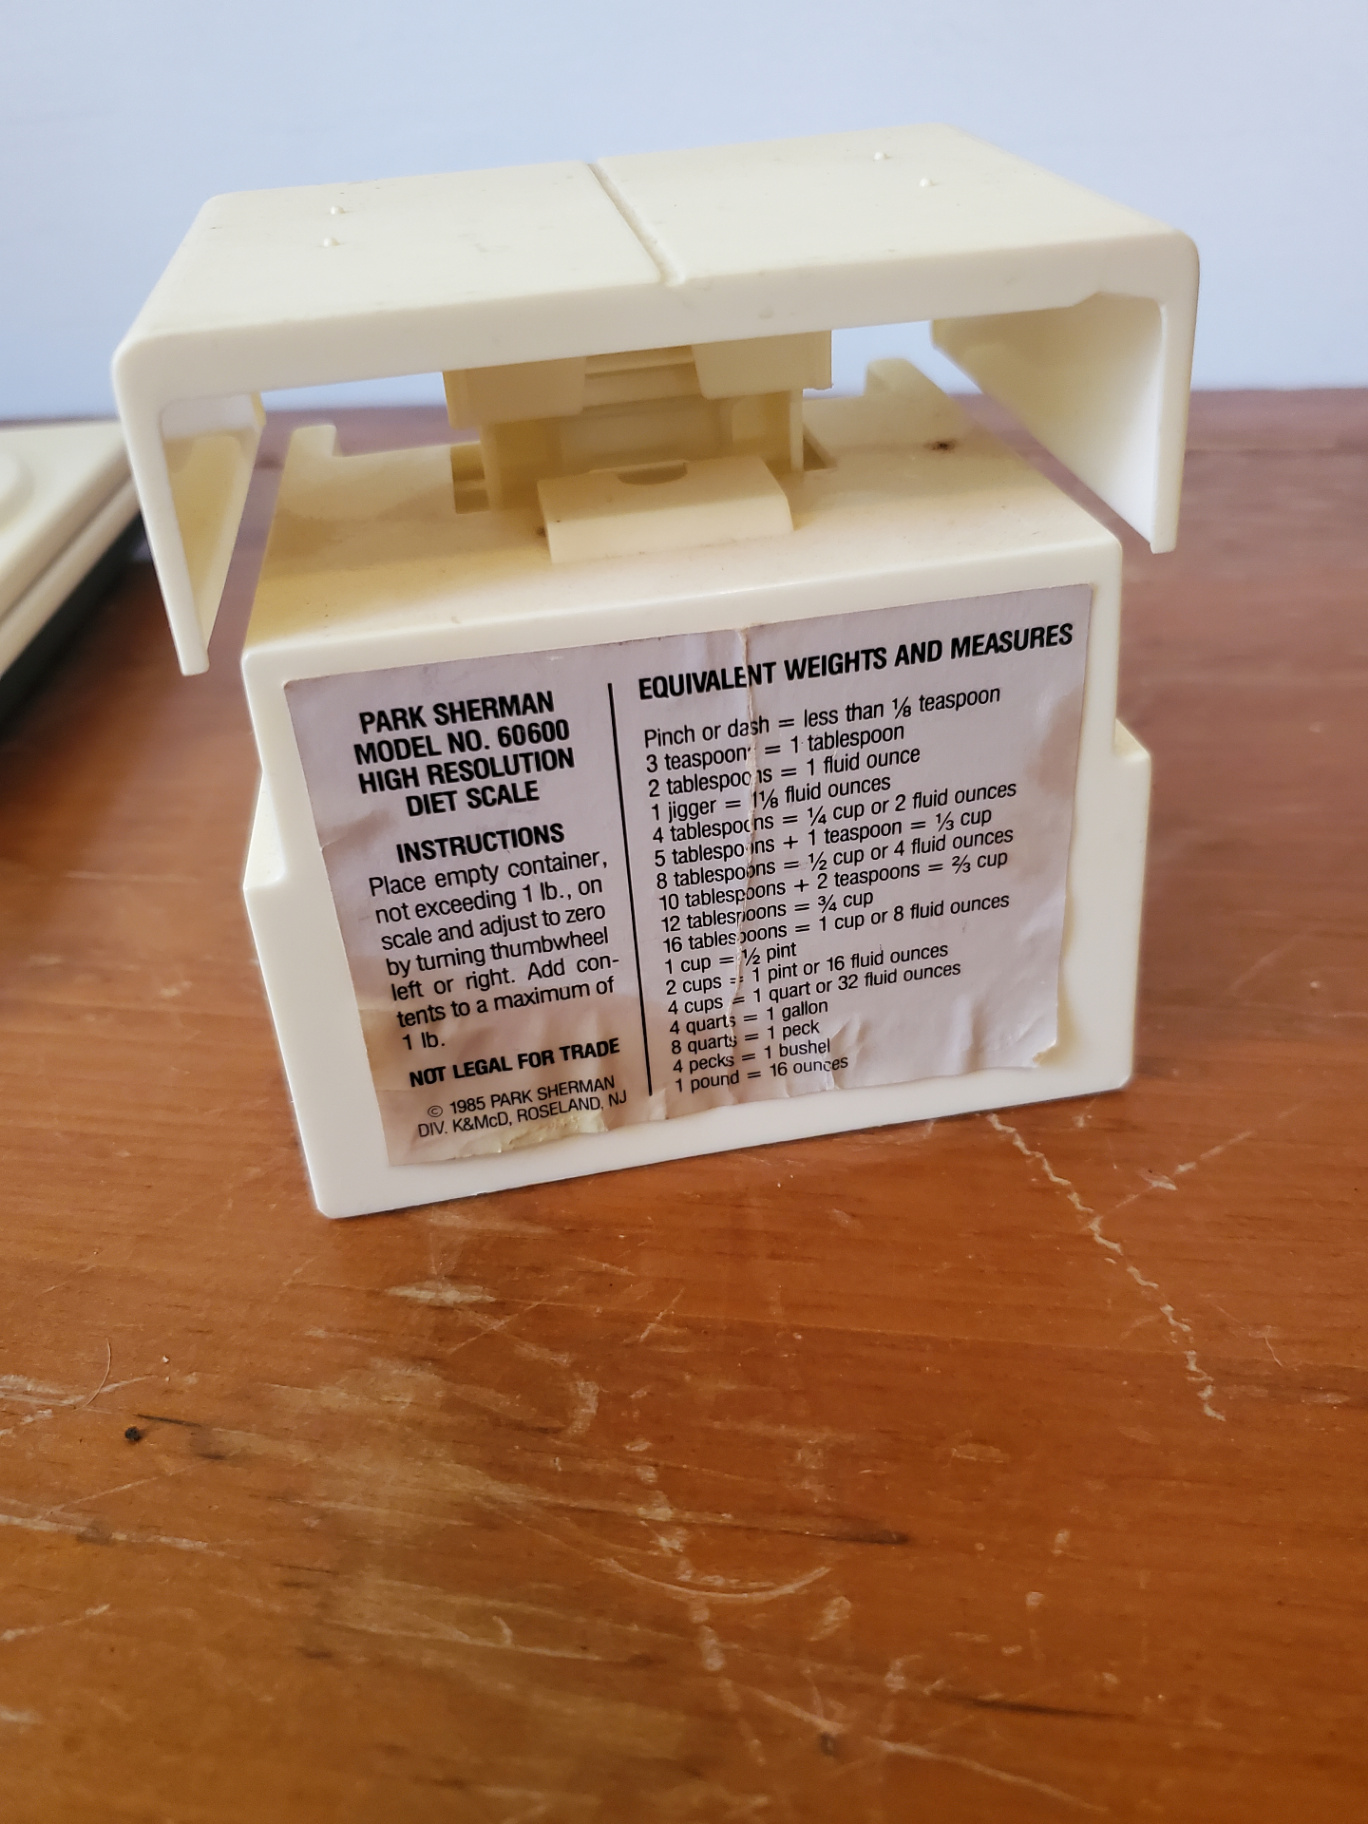 PARK SHERMAN
MODEL NO. 60600
HIGH RESOLUTION
DIET SCALE
INSTRUCTIONS
Place empty container,
not exceeding 1 lb., on
scale and adjust to zero
by turning thumbwheel
left or right. Add con-
tents to a maximum of
1 lb.
NOT LEGAL FOR TRADE
© 1985 PARK SHERMAN
DIV. K&McD, ROSELAND, NJ
EQUIVALENT WEIGHTS AND MEASURES
Pinch or dash = less than ⅛ teaspoon
3 teaspoons = 1 tablespoon
2 tablespoons = 1 fluid ounce
1 jigger = 1⅛ fluid ounces
4 tablespoons = ¼ cup or 2 fluid ounces
5 tablespoons + 1 teaspoon = ⅓ cup
8 tablespoons = ½ cup or 4 fluid ounces
10 tablespoons + 2 teaspoons = ⅔ cup
12 tablespoons = ¾ cup
16 tablespoons = 1 cup or 8 fluid ounces
1 cup = ½ pint
2 cups = 1 pint or 16 fluid ounces
4 cups = 1 quart or 32 fluid ounces
4 quarts = 1 gallon
8 quarts = 1 peck
4 pecks = 1 bushel
1 pound = 16 ounces